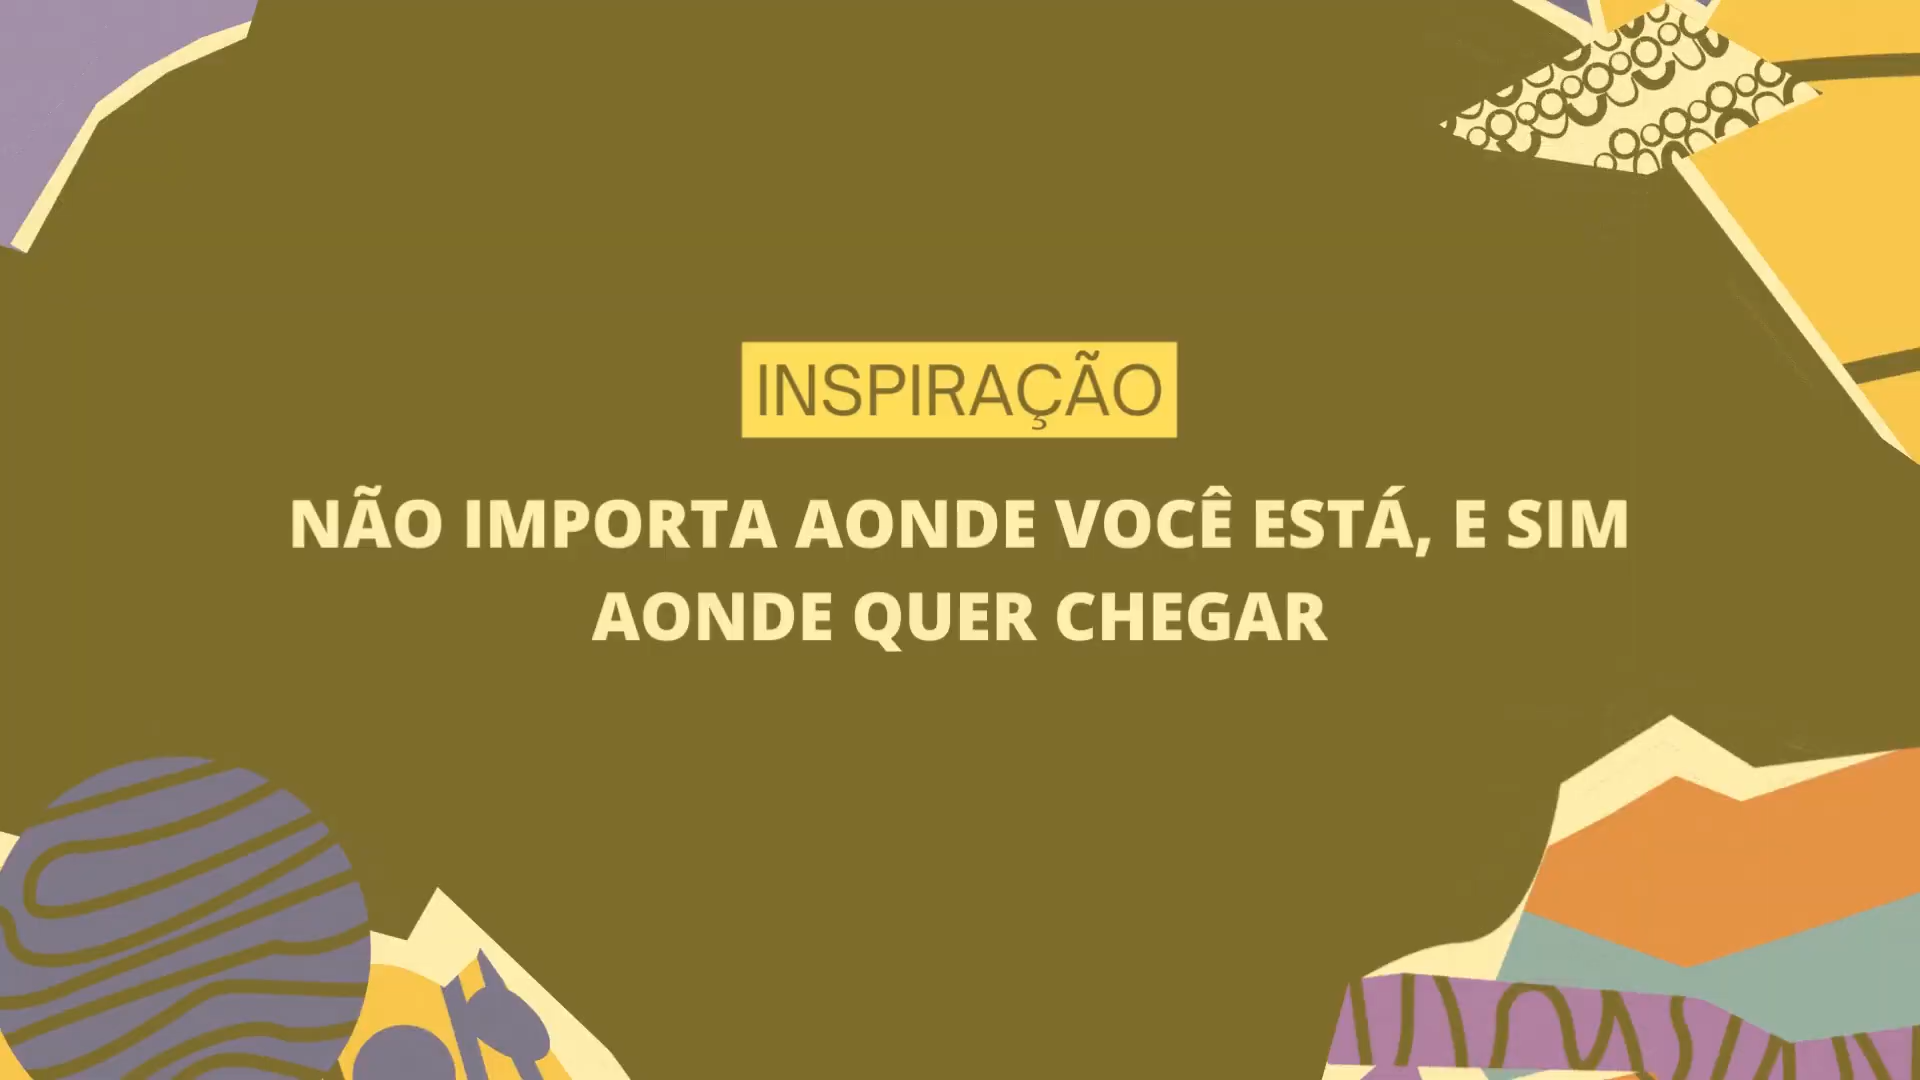 INSPIRAÇÃO
NÃO IMPORTA AONDE VOCÊ ESTÁ, E SIM
AONDE QUER CHEGAR